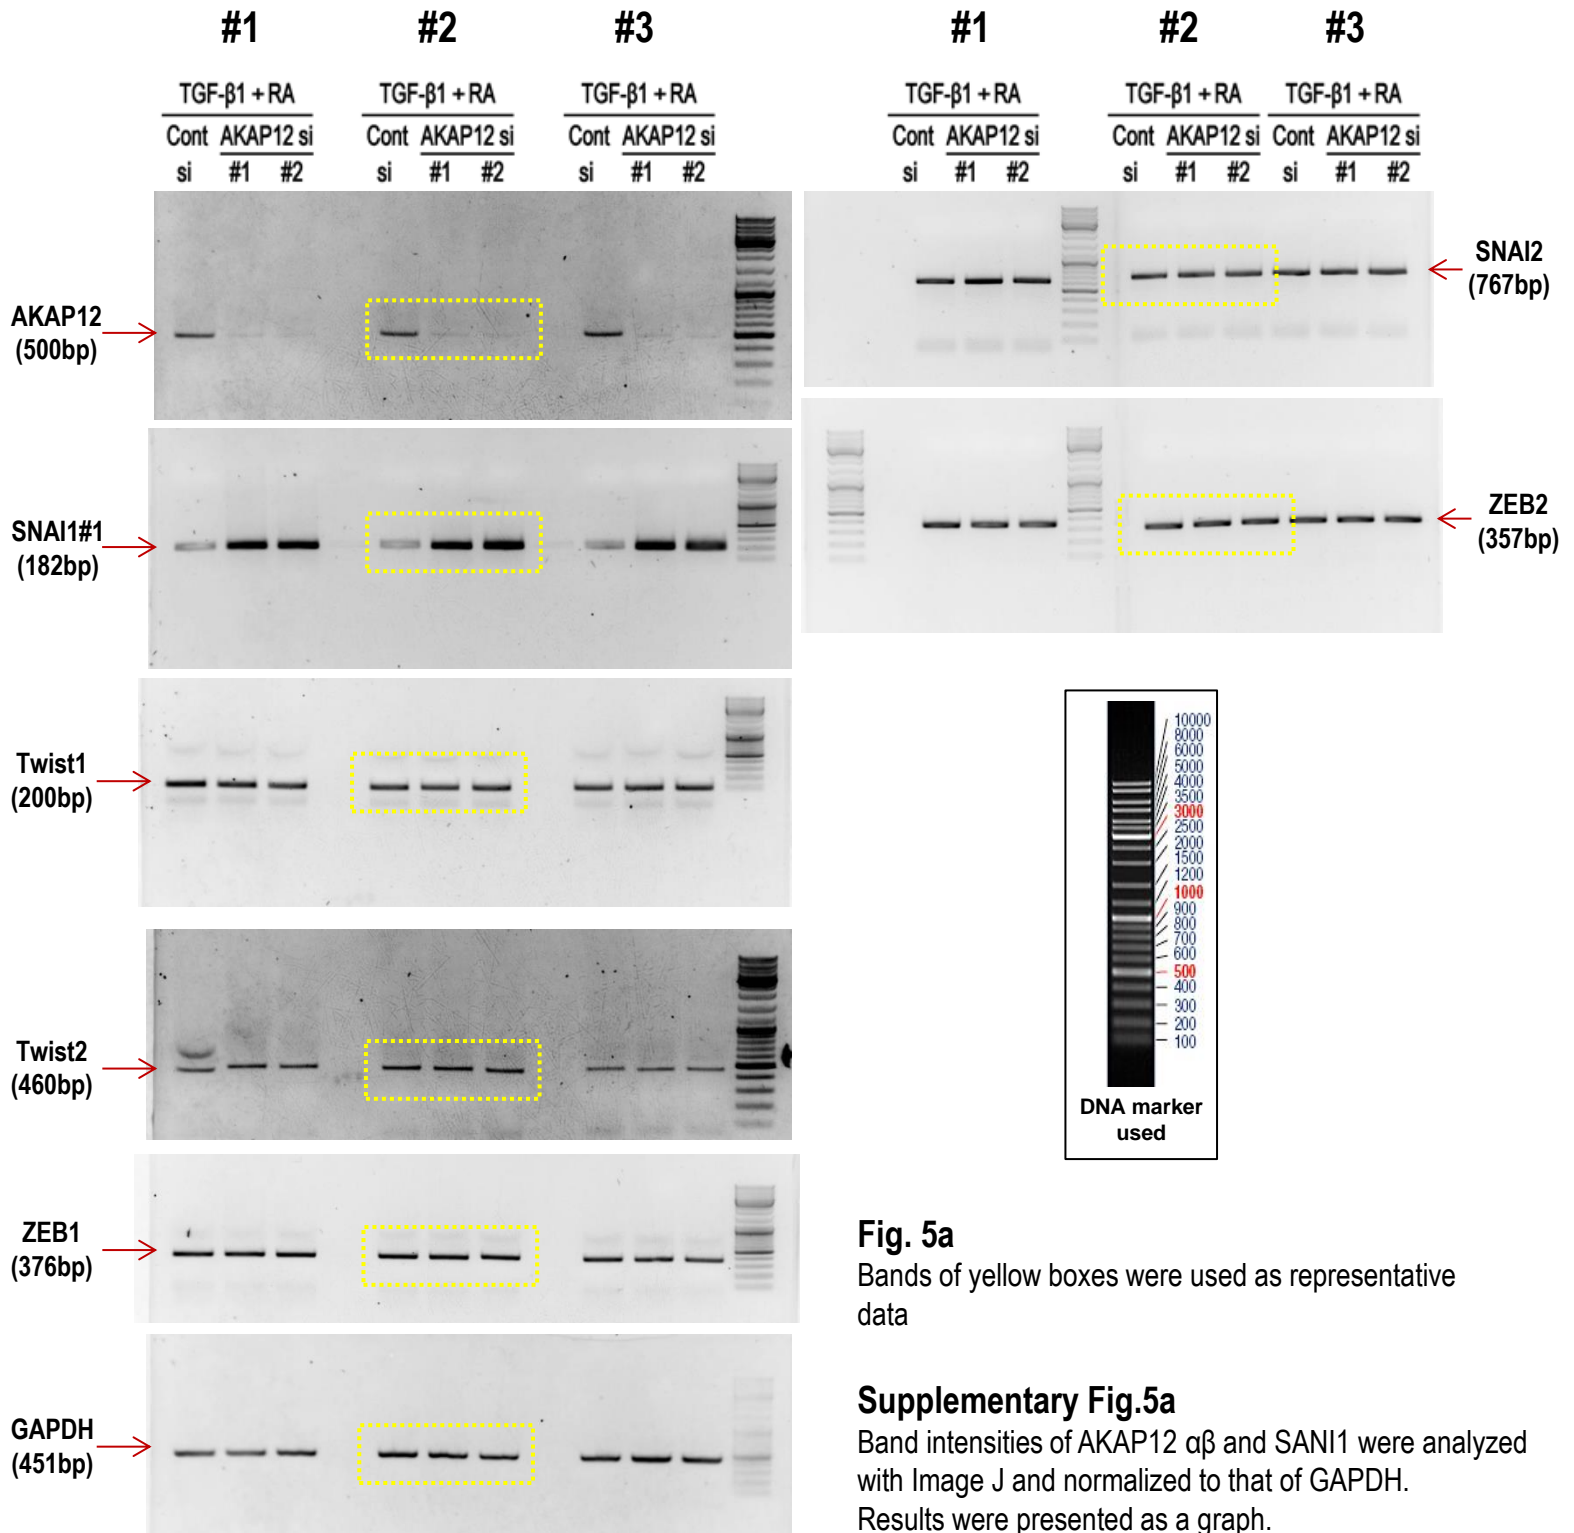 #1 #2 #3
TGF-β1 + RA TGF-β1 + RA TGF-β1 + RA
Cont AKAP12 si Cont AKAP12 si Cont AKAP12 si
si #1 #2 si #1 #2 si #1 #2
AKAP12
(500bp)
SNAI1#1
(182bp)
Twist1
(200bp)
Twist2
(460bp)
ZEB1
(376bp)
GAPDH
(451bp)
#1 #2 #3
TGF-β1 + RA TGF-β1 + RA TGF-β1 + RA
Cont AKAP12 si Cont AKAP12 si Cont AKAP12 si
si #1 #2 si #1 #2 si #1 #2
SNAI2
(767bp)
ZEB2
(357bp)
10000
8000
6000
5000
4000
3500
3000
2500
2000
1500
1200
1000
900
800
700
600
500
400
300
200
100
DNA marker
used
Fig. 5a
Bands of yellow boxes were used as representative
data
Supplementary Fig.5a
Band intensities of AKAP12 αβ and SANI1 were analyzed
with Image J and normalized to that of GAPDH.
Results were presented as a graph.